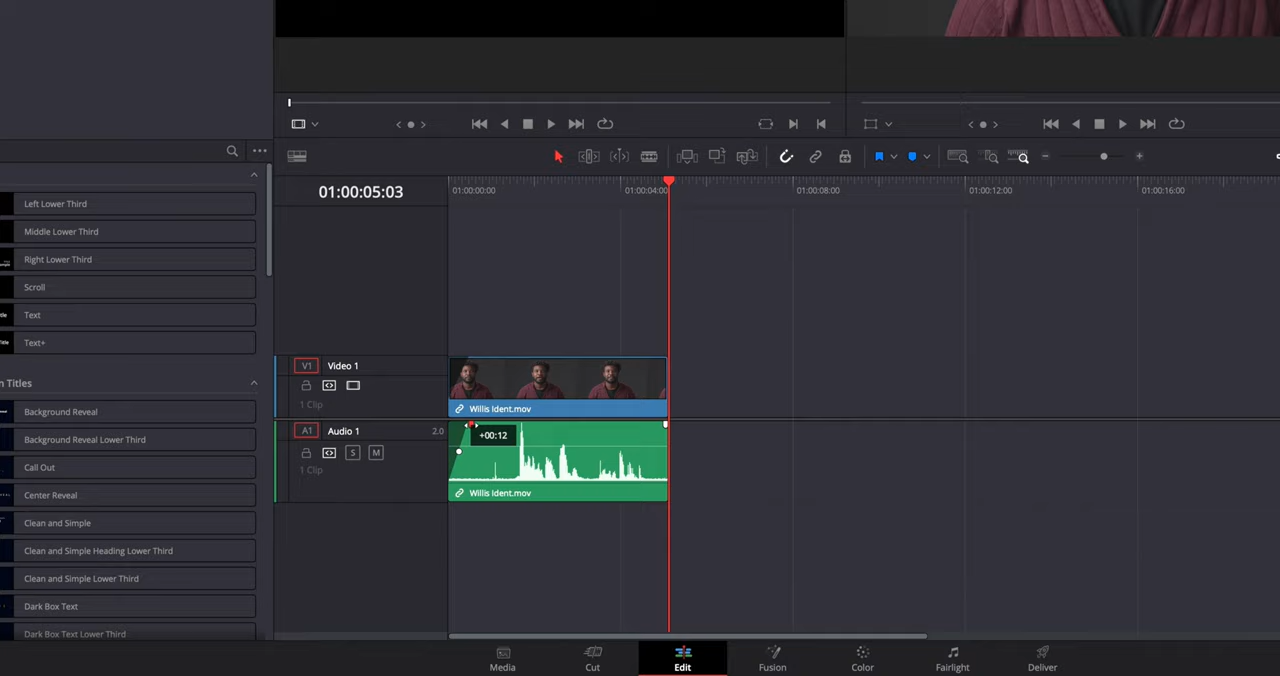 01:00:05:03
01:00:00:00
01:00:04:00
01:00:08:00
01:00:12:00
01:00:16:00
Left Lower Third
Middle Lower Third
Right Lower Third
Scroll
Text
Text+
Titles
Background Reveal
Background Reveal Lower Third
Call Out
Center Reveal
Clean and Simple
Clean and Simple Heading Lower Third
Clean and Simple Lower Third
Dark Box Text
Dark Box Text Lower Third
V1 Video 1
1 Clip
Willis Ident.mov
A1 Audio 1 2.0
S M
1 Clip
+00:12
Willis Ident.mov
Media
Cut
Edit
Fusion
Color
Fairlight
Deliver